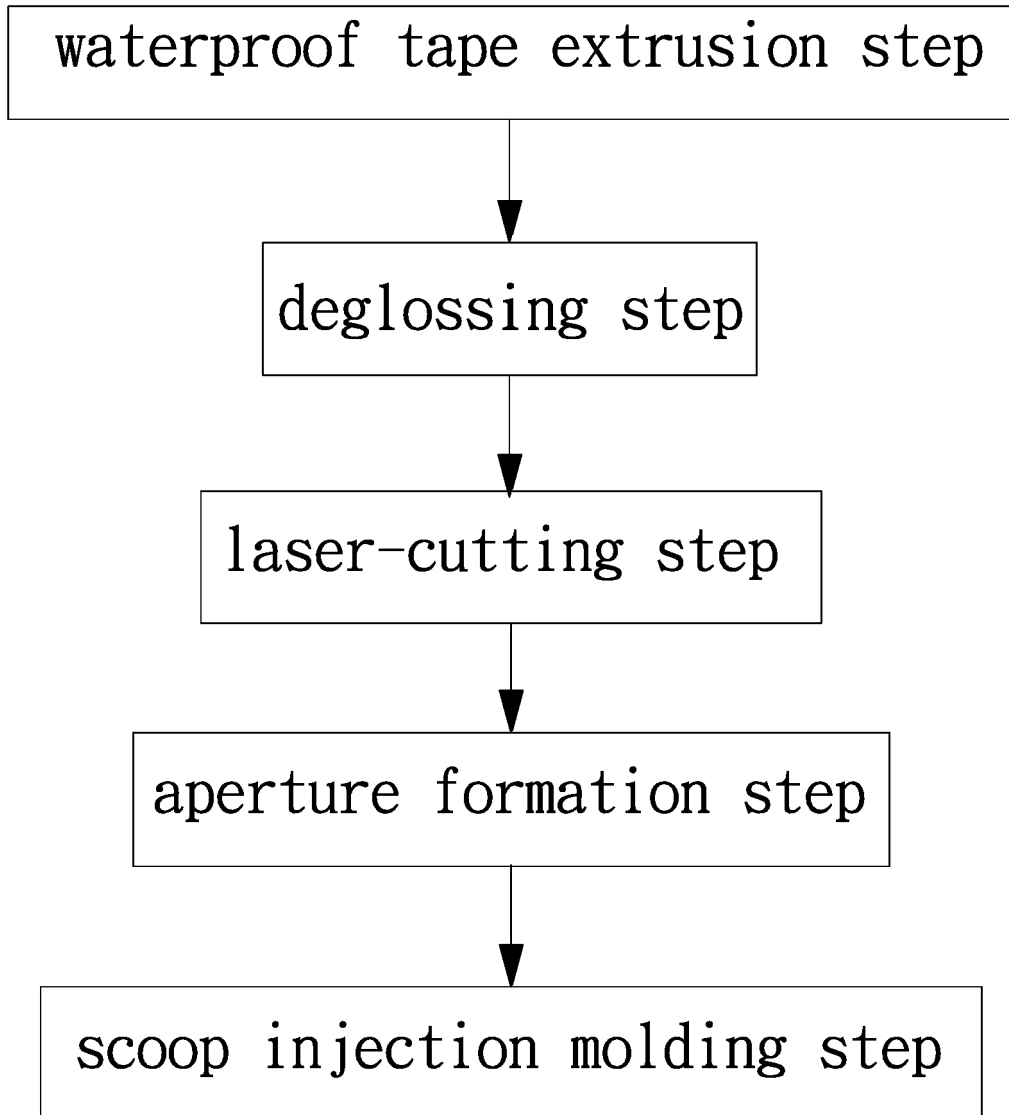 waterproof tape extrusion step
deglossing step
laser-cutting step
aperture formation step
scoop injection molding step